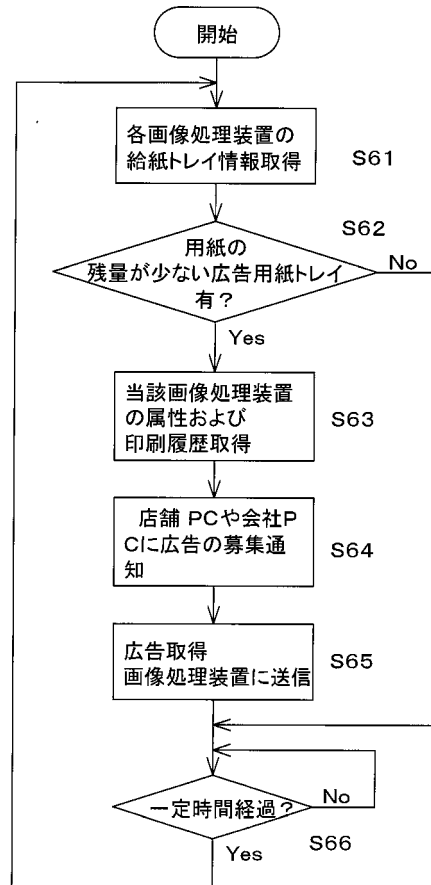 開始
各画像処理装置の
給紙トレイ情報取得
S61
S62
用紙の
残量が少ない広告用紙トレイ
有？
No
Yes
当該画像処理装置
の属性および
印刷履歴取得
S63
店舗 PCや会社P
Cに広告の募集通
知
S64
広告取得
画像処理装置に送信
S65
一定時間経過？
No
S66
Yes